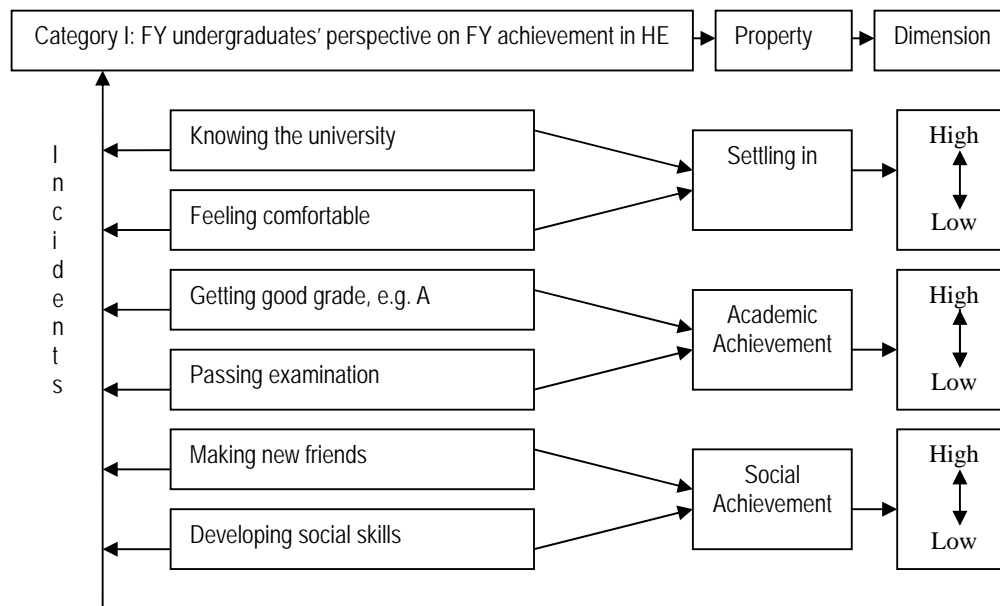 Category I: FY undergraduates’ perspective on FY achievement in HE
Property
Dimension
Incidents
Knowing the university
Feeling comfortable
Settling in
High
Low
Getting good grade, e.g. A
Passing examination
Academic
Achievement
High
Low
Making new friends
Developing social skills
Social
Achievement
High
Low